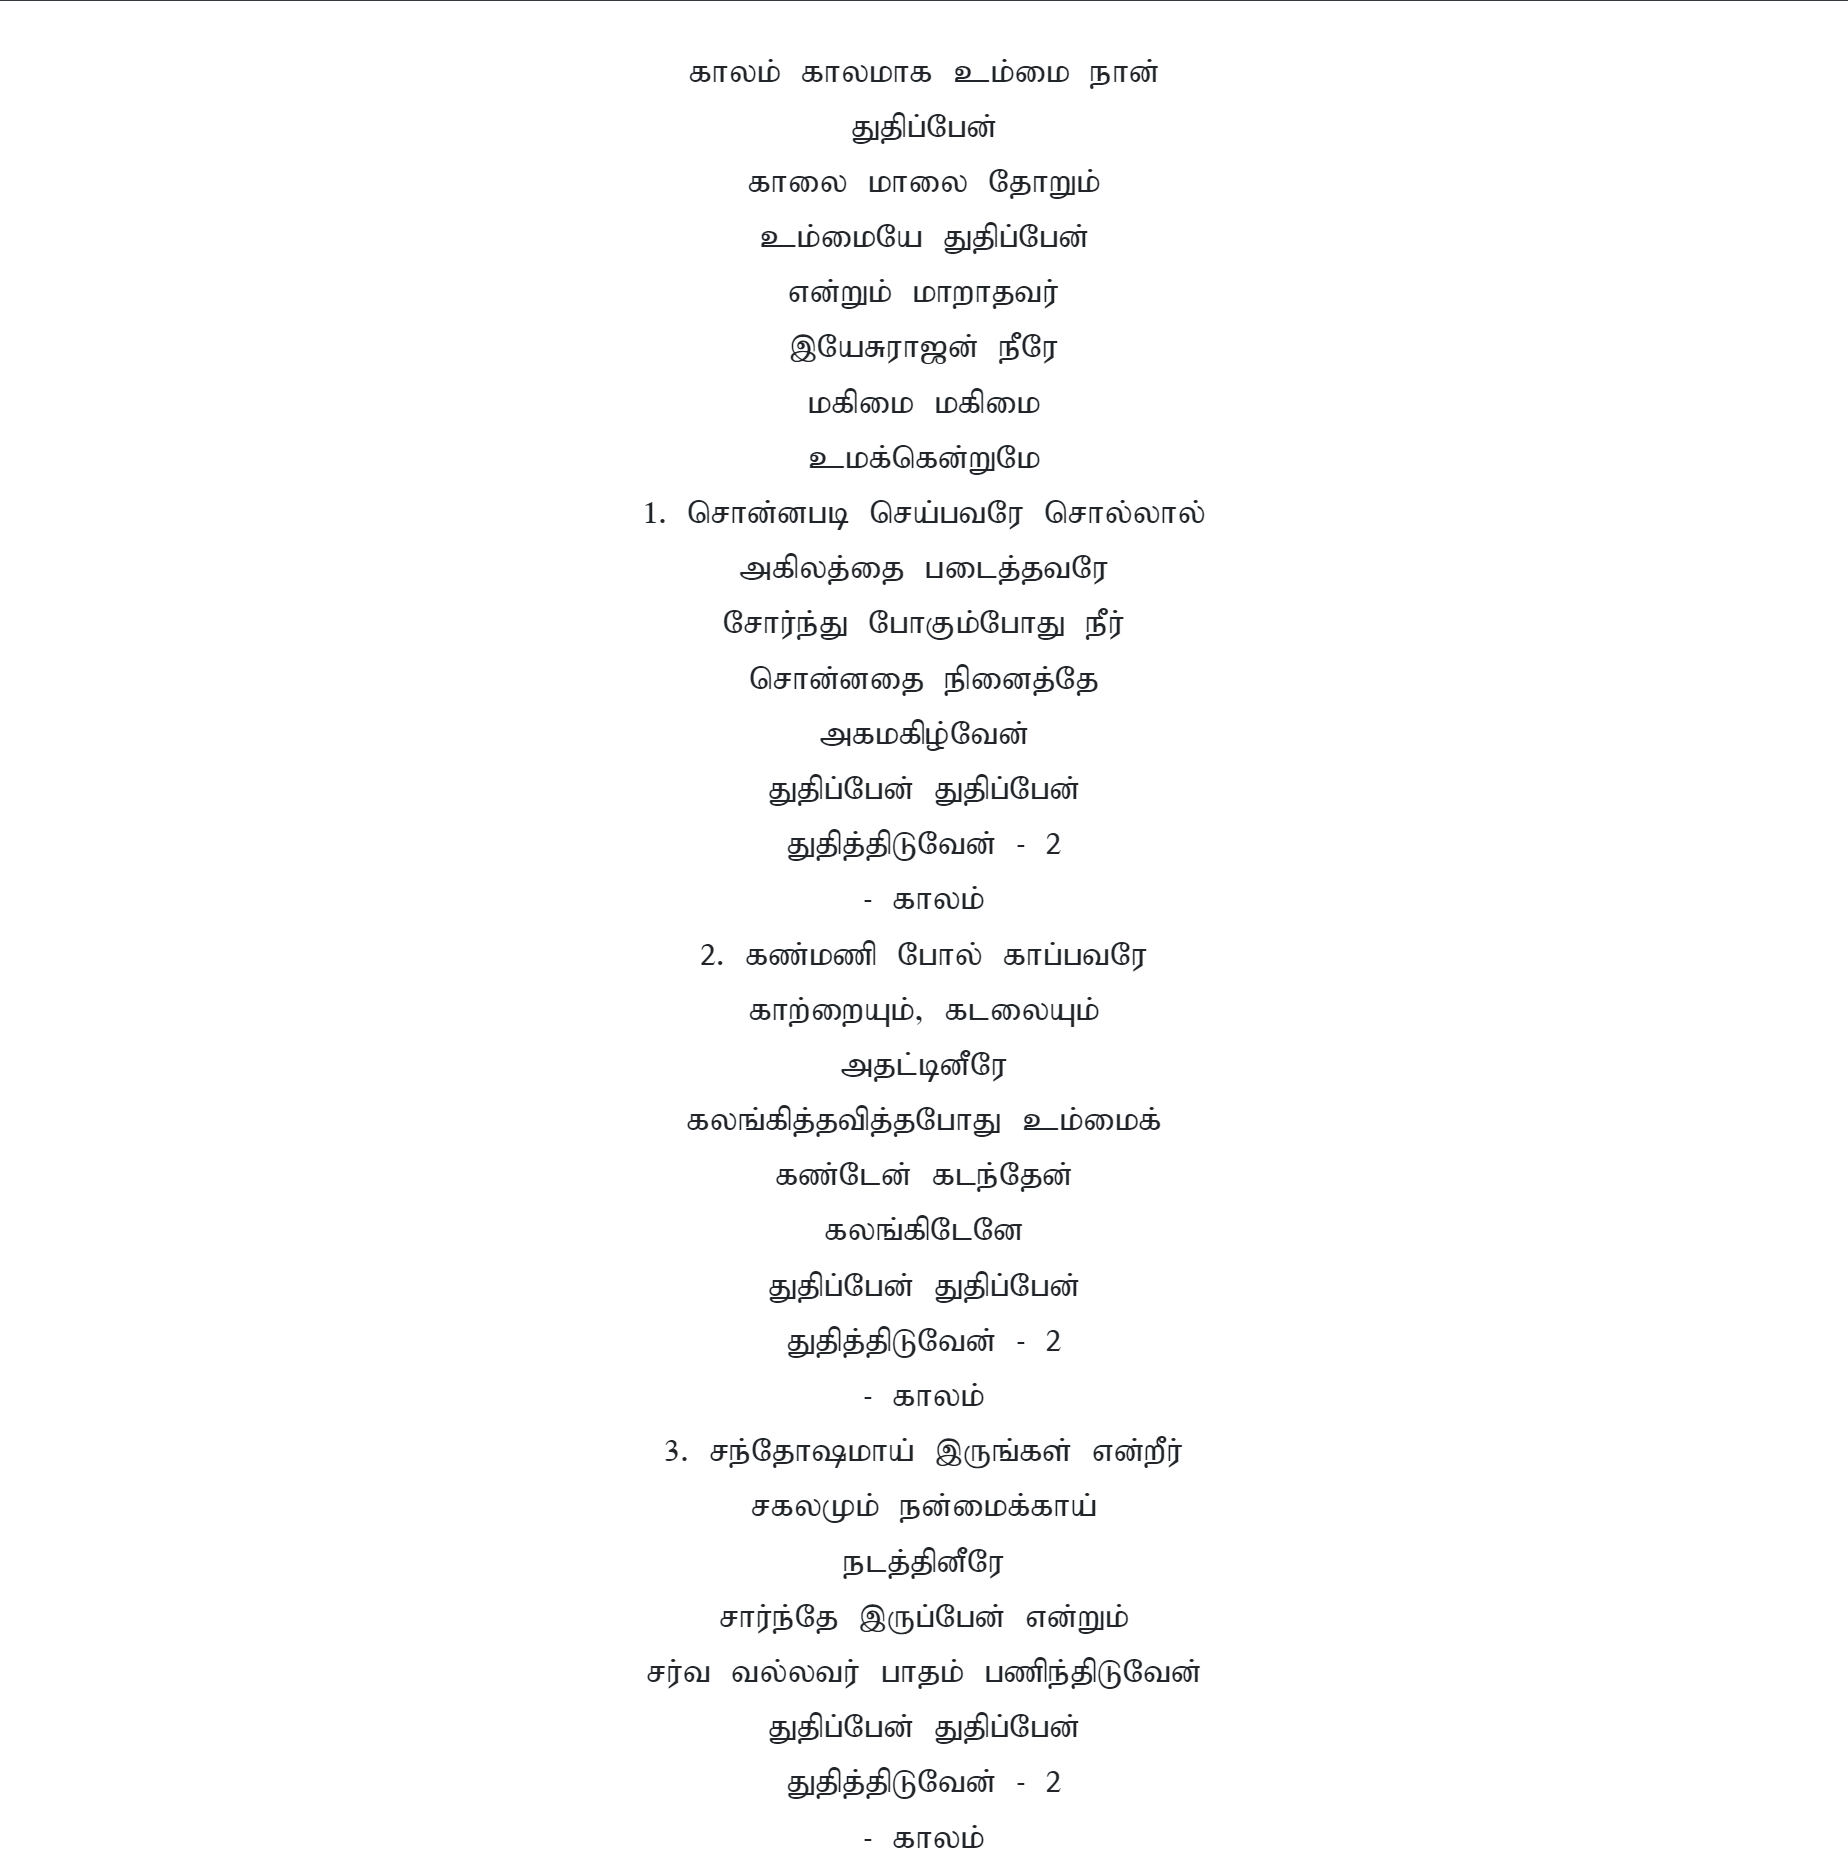 காலம் காலமாக உம்மை நான்
துதிப்பேன்
காலை மாலை தோறும்
உம்மையே துதிப்பேன்
என்றும் மாறாதவர்
இயேசுராஜன் நீரே
மகிமை மகிமை
உமக்கென்றுமே
1. சொன்னபடி செய்பவரே சொல்லால்
அகிலத்தை படைத்தவரே
சோர்ந்து போகும்போது நீர்
சொன்னதை நினைத்தே
அகமகிழ்வேன்
துதிப்பேன் துதிப்பேன்
துதித்திடுவேன் - 2
- காலம்
2. கண்மணி போல் காப்பவரே
காற்றையும், கடலையும்
அதட்டினீரே
கலங்கித்தவித்தபோது உம்மைக்
கண்டேன் கடந்தேன்
கலங்கிடேனே
துதிப்பேன் துதிப்பேன்
துதித்திடுவேன் - 2
- காலம்
3. சந்தோஷமாய் இருங்கள் என்றீர்
சகலமும் நன்மைக்காய்
நடத்தினீரே
சார்ந்தே இருப்பேன் என்றும்
சர்வ வல்லவர் பாதம் பணிந்திடுவேன்
துதிப்பேன் துதிப்பேன்
துதித்திடுவேன் - 2
- காலம்